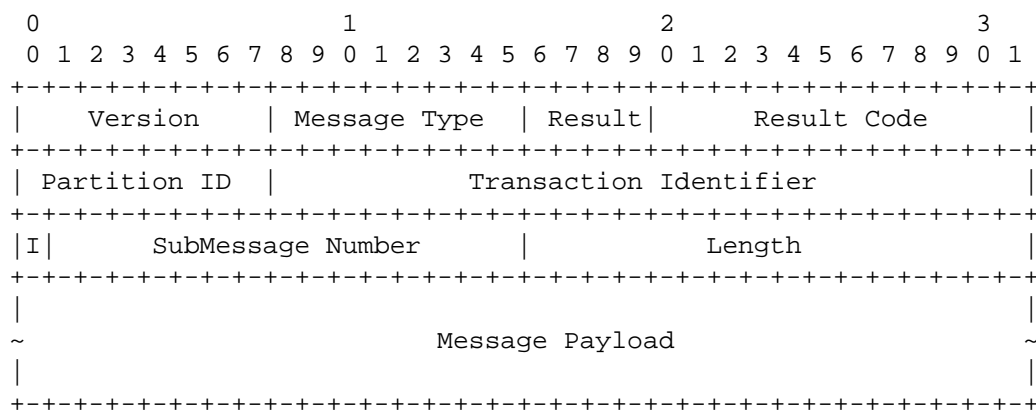 0                   1                   2                   3
 0 1 2 3 4 5 6 7 8 9 0 1 2 3 4 5 6 7 8 9 0 1 2 3 4 5 6 7 8 9 0 1
+-+-+-+-+-+-+-+-+-+-+-+-+-+-+-+-+-+-+-+-+-+-+-+-+-+-+-+-+-+-+-+-+
|    Version    | Message Type  | Result|      Result Code      |
+-+-+-+-+-+-+-+-+-+-+-+-+-+-+-+-+-+-+-+-+-+-+-+-+-+-+-+-+-+-+-+-+
| Partition ID  |            Transaction Identifier             |
+-+-+-+-+-+-+-+-+-+-+-+-+-+-+-+-+-+-+-+-+-+-+-+-+-+-+-+-+-+-+-+-+
|I|      SubMessage Number      |           Length              |
+-+-+-+-+-+-+-+-+-+-+-+-+-+-+-+-+-+-+-+-+-+-+-+-+-+-+-+-+-+-+-+-+
|                                                               |
~                          Message Payload                      ~
|                                                               |
+-+-+-+-+-+-+-+-+-+-+-+-+-+-+-+-+-+-+-+-+-+-+-+-+-+-+-+-+-+-+-+-+